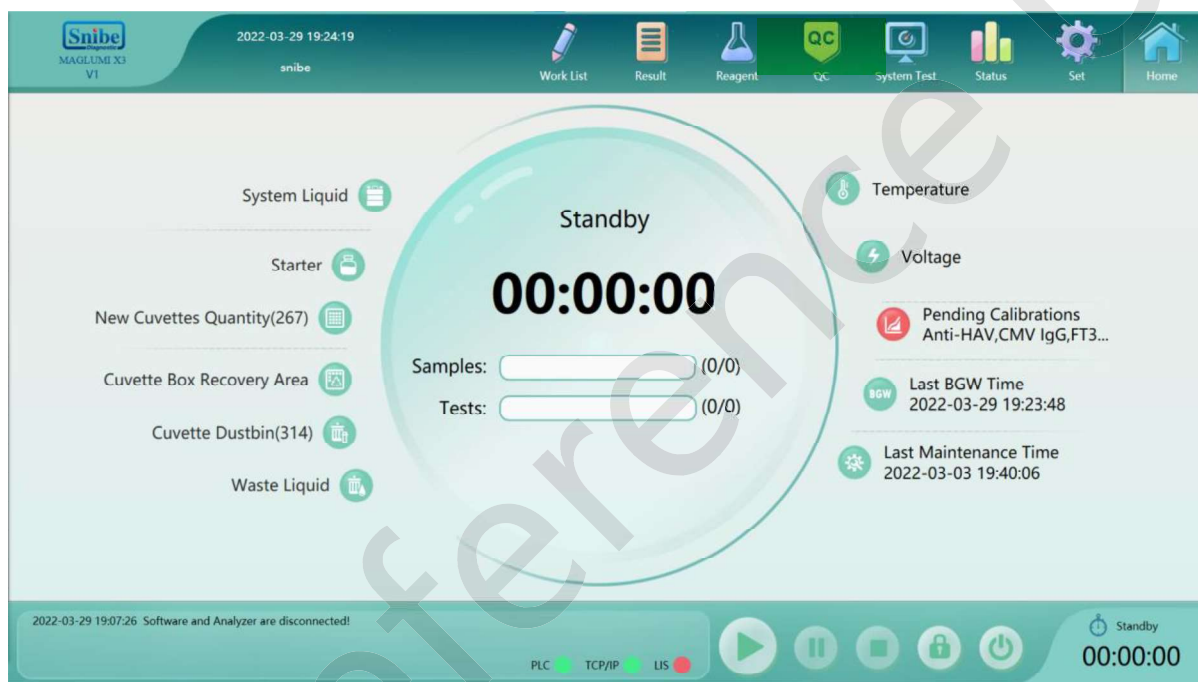 Snibe
Diagnostic
MAGLUMI X3
V1
2022-03-29 19:24:19
snibe
Work List
Result
Reagent
QC
QC
System Test
Status
Set
Home
System Liquid
Starter
New Cuvettes Quantity(267)
Cuvette Box Recovery Area
Cuvette Dustbin(314)
Waste Liquid
Standby
00:00:00
Samples: (0/0)
Tests: (0/0)
Temperature
Voltage
Pending Calibrations
Anti-HAV,CMV IgG,FT3...
BGW
Last BGW Time
2022-03-29 19:23:48
Last Maintenance Time
2022-03-03 19:40:06
2022-03-29 19:07:26 Software and Analyzer are disconnected!
PLC TCP/IP LIS
Standby
00:00:00